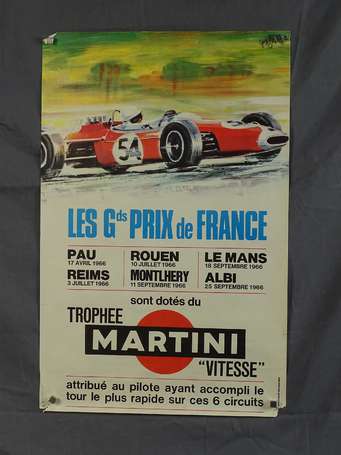 54
LES Gds PRIX de FRANCE
PAU ROUEN LE MANS
17 AVRIL 1966 10 JUILLET 1966 18 SEPTEMBRE 1966
REIMS MONTLHERY ALBI
3 JUILLET 1966 11 SEPTEMBRE 1966 25 SEPTEMBRE 1966
sont dotés du
TROPHEE
MARTINI
"VITESSE"
attribué au pilote ayant accompli le
tour le plus rapide sur ces 6 circuits